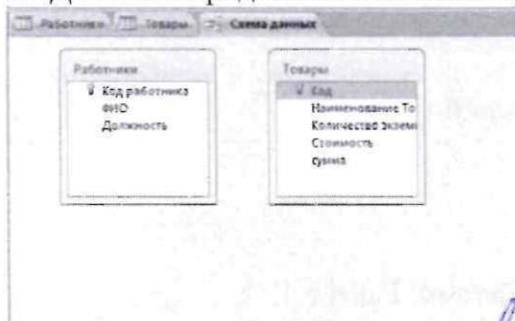 Работники Товары Схема данных
Работники
Код работника
ФИО
Должность
Товары
Код
Наименование То
Количество экзем
Стоимость
сумма